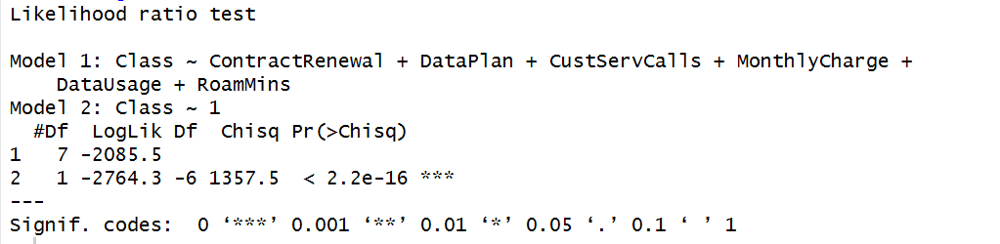 Likelihood ratio test
Model 1: Class ~ ContractRenewal + DataPlan + CustServCalls + MonthlyCharge +
    DataUsage + RoamMins
Model 2: Class ~ 1
  #Df  LogLik Df  Chisq Pr(>Chisq)
1   7 -2085.5
2   1 -2764.3 -6 1357.5  < 2.2e-16 ***
---
Signif. codes:  0 ‘***’ 0.001 ‘**’ 0.01 ‘*’ 0.05 ‘.’ 0.1 ‘ ’ 1